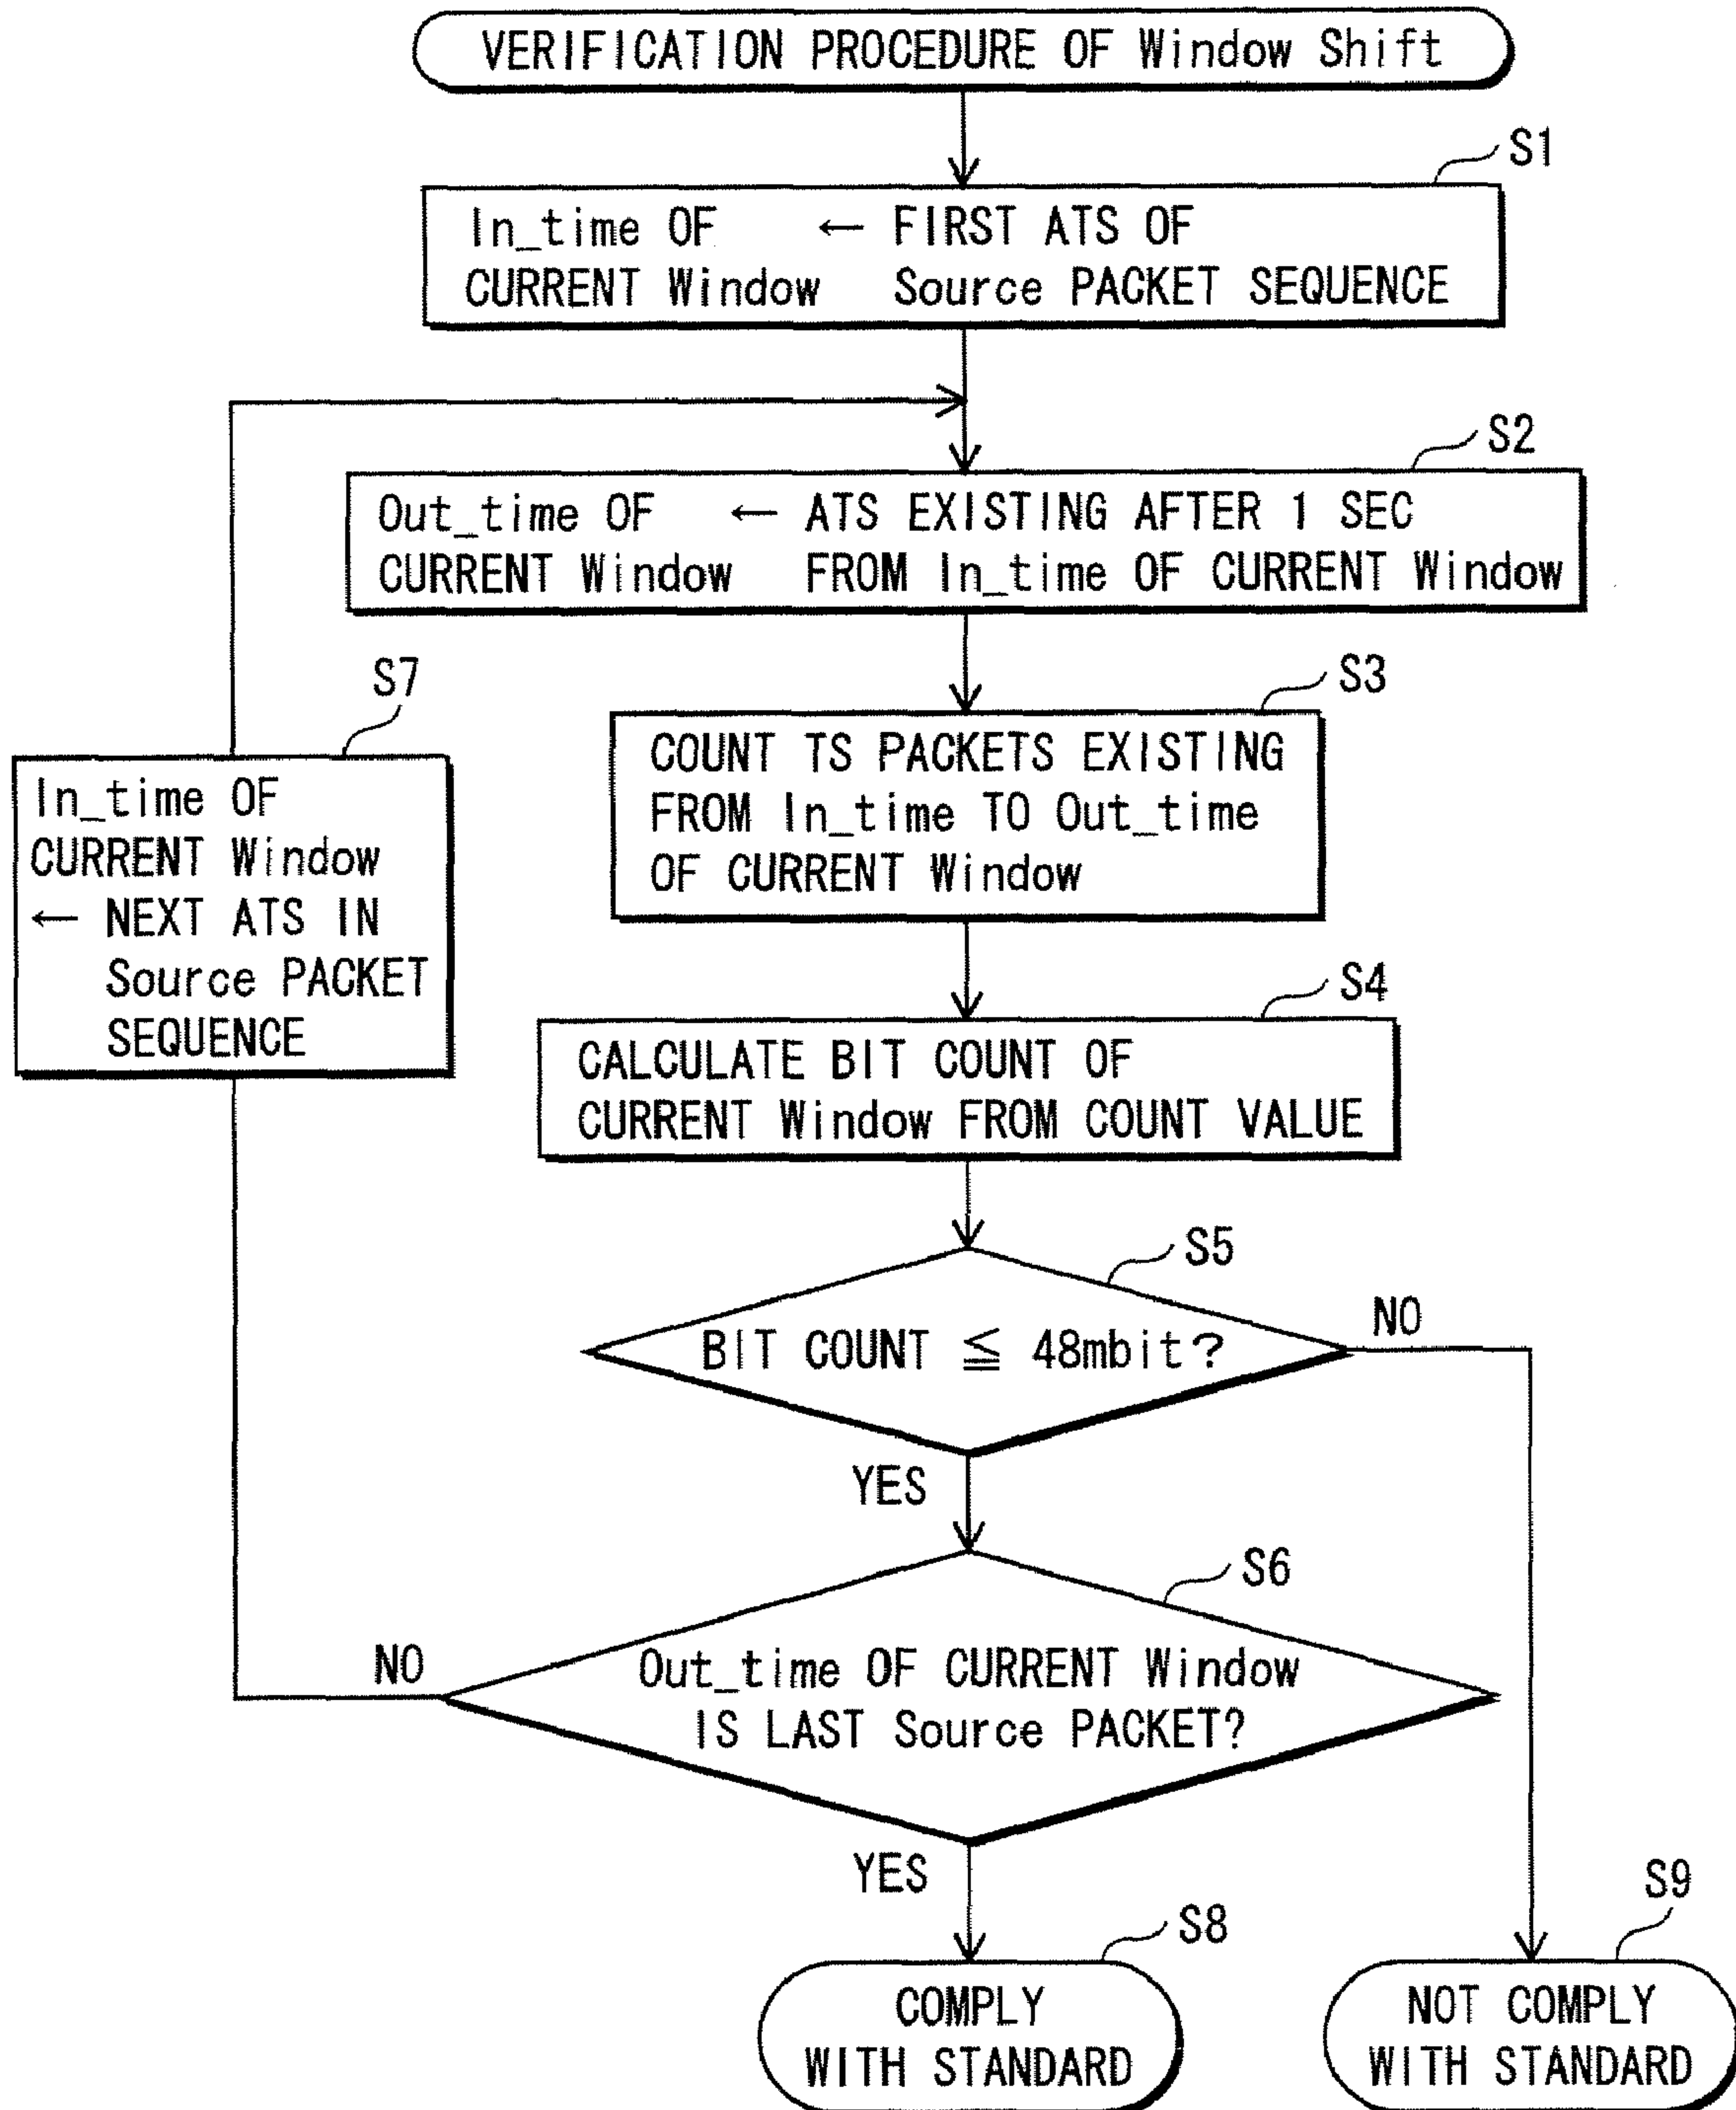 VERIFICATION PROCEDURE OF Window Shift
S1
In_time OF ← FIRST ATS OF
CURRENT Window Source PACKET SEQUENCE
S2
Out_time OF ← ATS EXISTING AFTER 1 SEC
CURRENT Window FROM In_time OF CURRENT Window
S7
In_time OF
CURRENT Window
← NEXT ATS IN
Source PACKET
SEQUENCE
S3
COUNT TS PACKETS EXISTING
FROM In_time TO Out_time
OF CURRENT Window
S4
CALCULATE BIT COUNT OF
CURRENT Window FROM COUNT VALUE
S5
BIT COUNT ≦ 48mbit?
NO
YES
S6
Out_time OF CURRENT Window
IS LAST Source PACKET?
NO
YES
S8
COMPLY
WITH STANDARD
S9
NOT COMPLY
WITH STANDARD